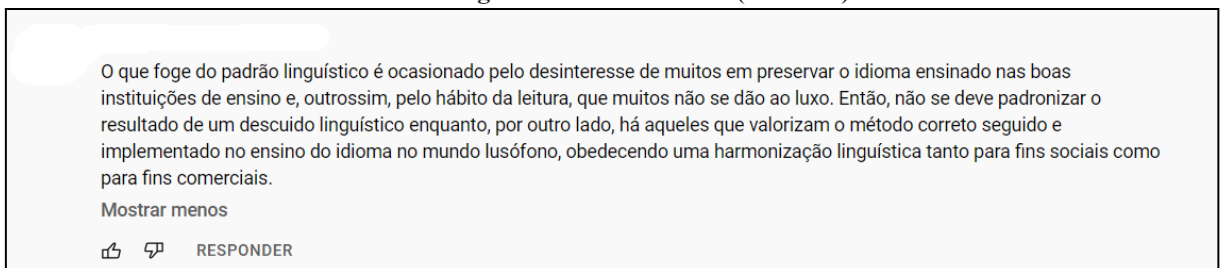 O que foge do padrão linguístico é ocasionado pelo desinteresse de muitos em preservar o idioma ensinado nas boas
instituições de ensino e, outrossim, pelo hábito da leitura, que muitos não se dão ao luxo. Então, não se deve padronizar o
resultado de um descuido linguístico enquanto, por outro lado, há aqueles que valorizam o método correto seguido e
implementado no ensino do idioma no mundo lusófono, obedecendo uma harmonização linguística tanto para fins sociais como
para fins comerciais.
Mostrar menos
RESPONDER